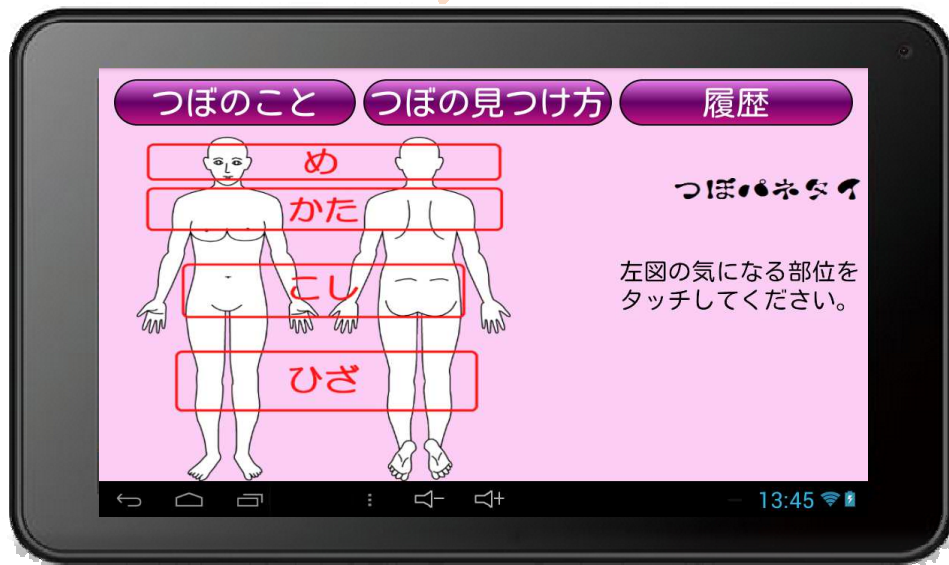 つぼのこと
つぼの見つけ方
履歴
め
かた
こし
ひざ
つぼパネタイ
左図の気になる部位を
タッチしてください。
13:45